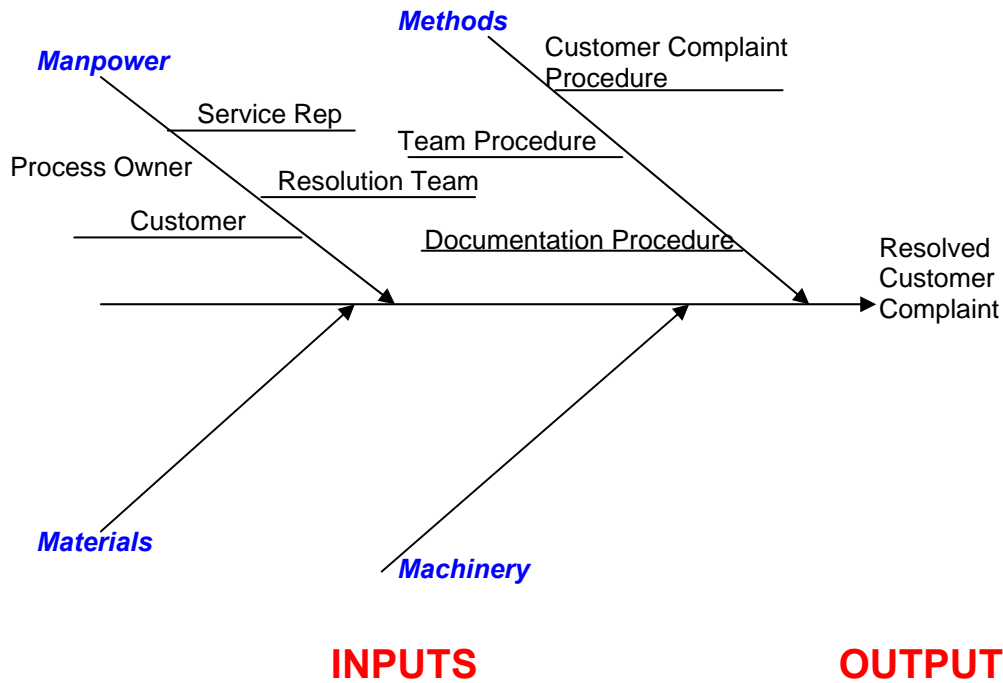 Methods
Customer Complaint
Procedure
Manpower
Service Rep
Team Procedure
Process Owner
Resolution Team
Customer
Documentation Procedure
Resolved
Customer
Complaint
Materials
Machinery
INPUTS
OUTPUT